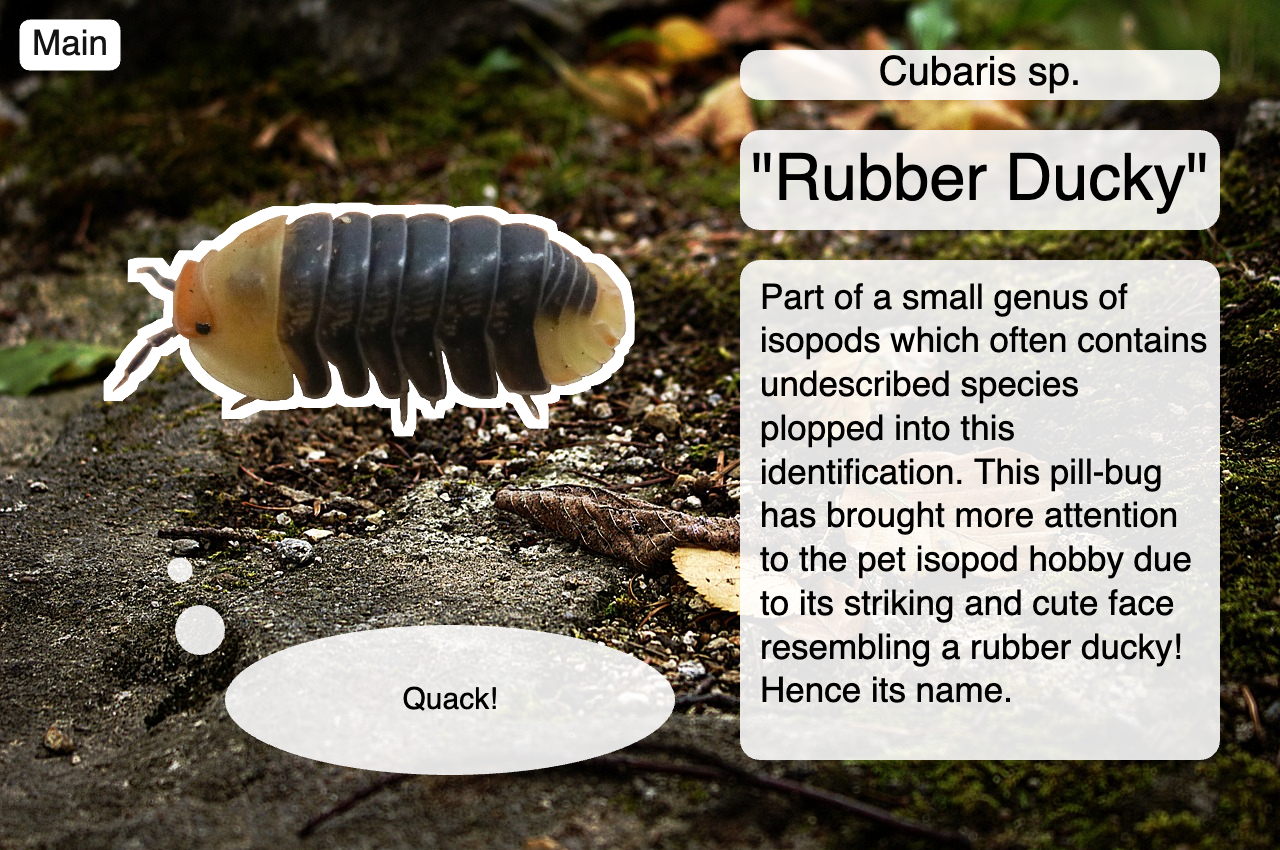 Main
Cubaris sp.
"Rubber Ducky"
Part of a small genus of
isopods which often contains
undescribed species
plopped into this
identification. This pill-bug
has brought more attention
to the pet isopod hobby due
to its striking and cute face
resembling a rubber ducky!
Hence its name.
Quack!